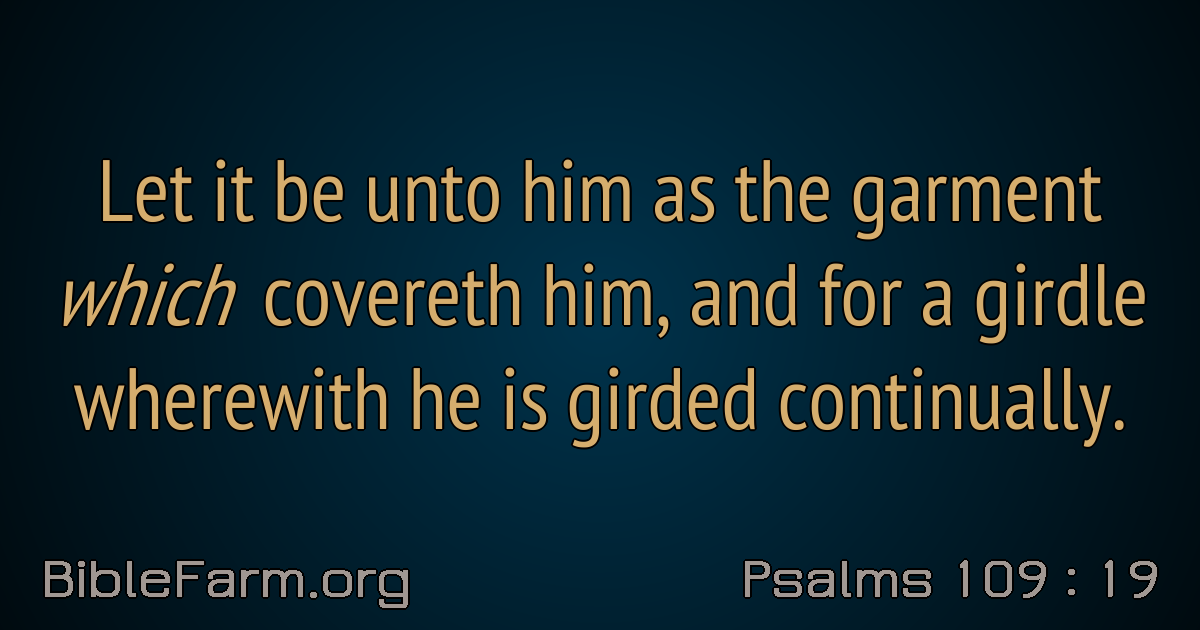 Let it be unto him as the garment
which covereth him, and for a girdle
wherewith he is girded continually.
BibleFarm.org
Psalms 109 : 19